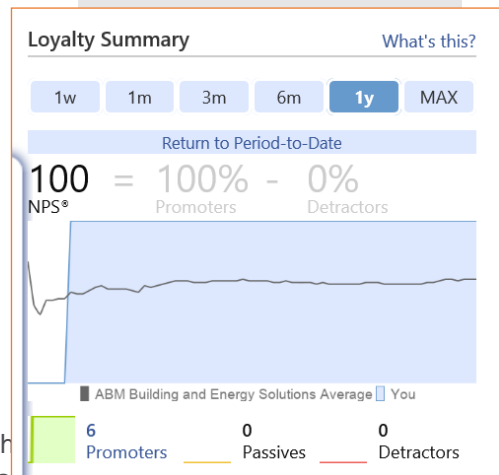 Loyalty Summary What's this?
1w 1m 3m 6m 1y MAX
Return to Period-to-Date
100 = 100% - 0%
NPS® Promoters Detractors
ABM Building and Energy Solutions Average You
6 0 0
Promoters Passives Detractors